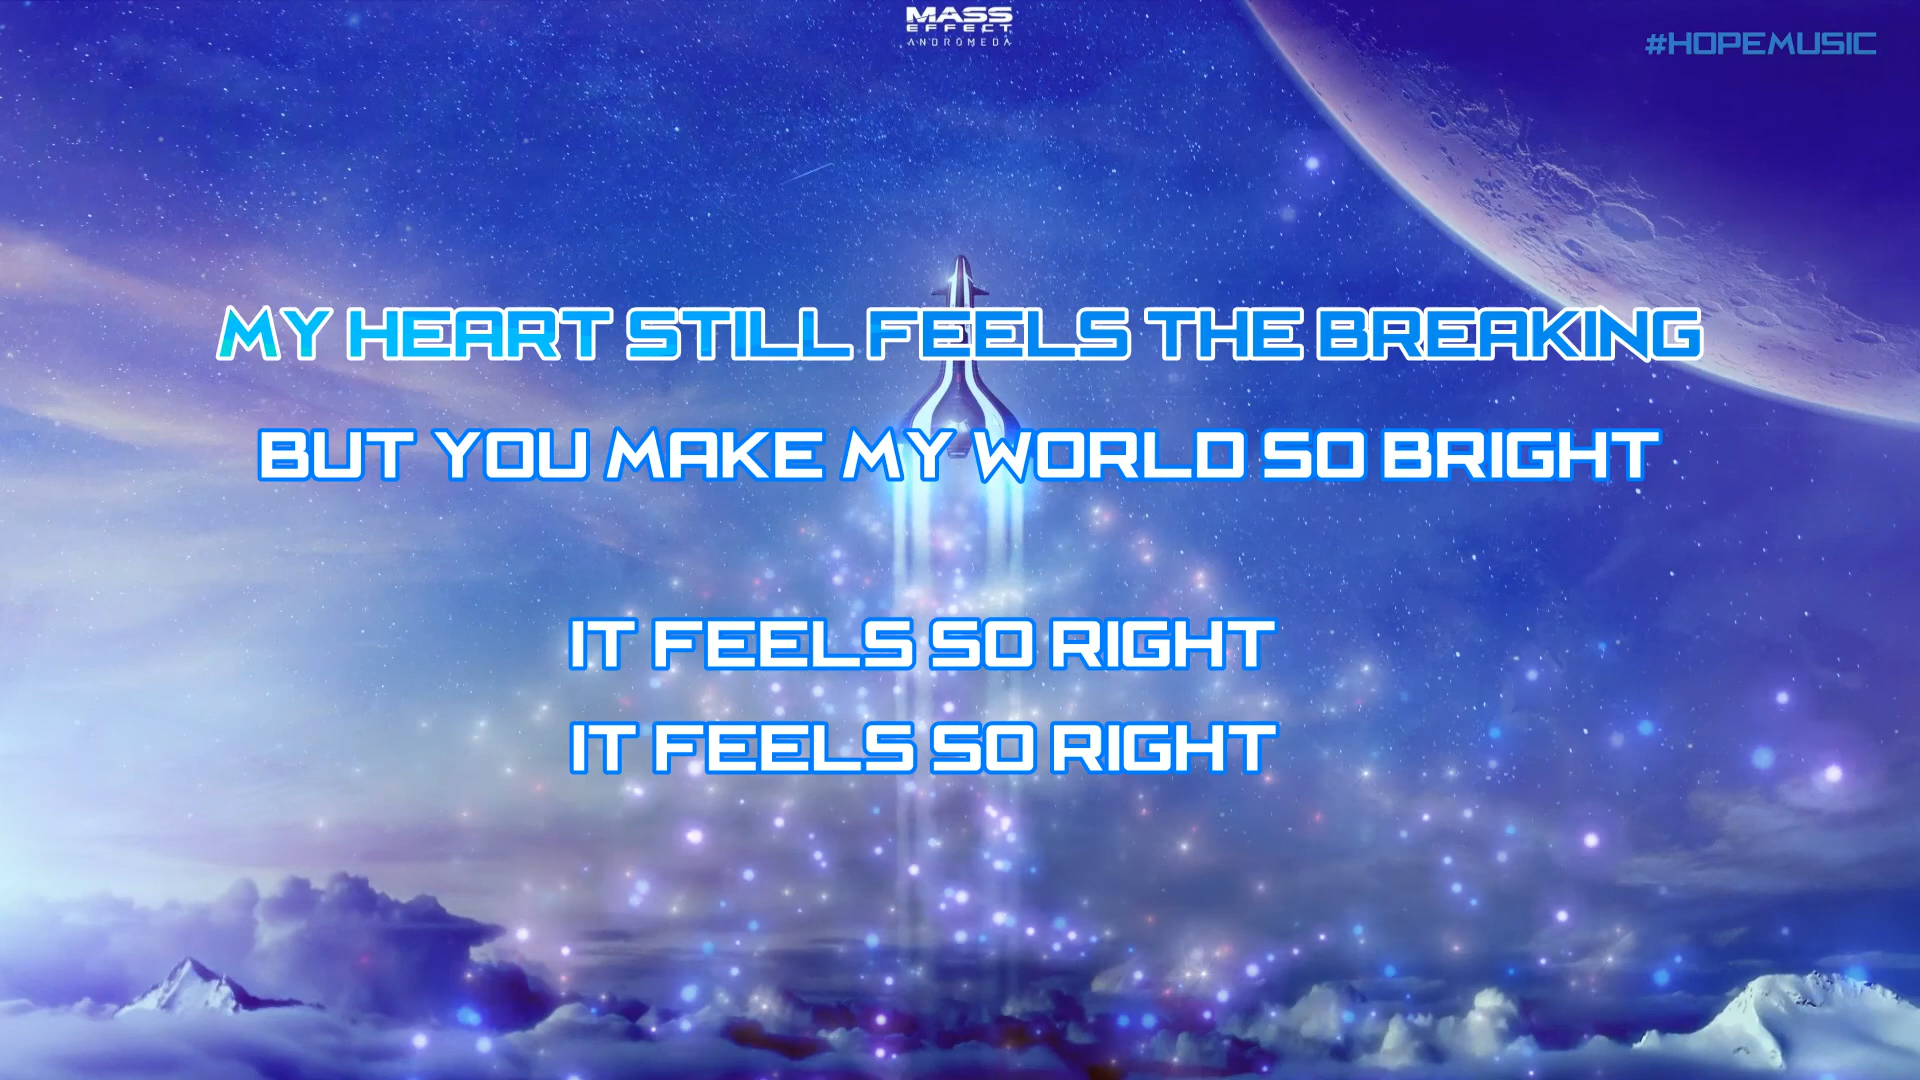 MASS
EFFECT
ANDROMEDA
#HOPEMUSIC
MY HEART STILL FEELS THE BREAKING
BUT YOU MAKE MY WORLD SO BRIGHT
IT FEELS SO RIGHT
IT FEELS SO RIGHT